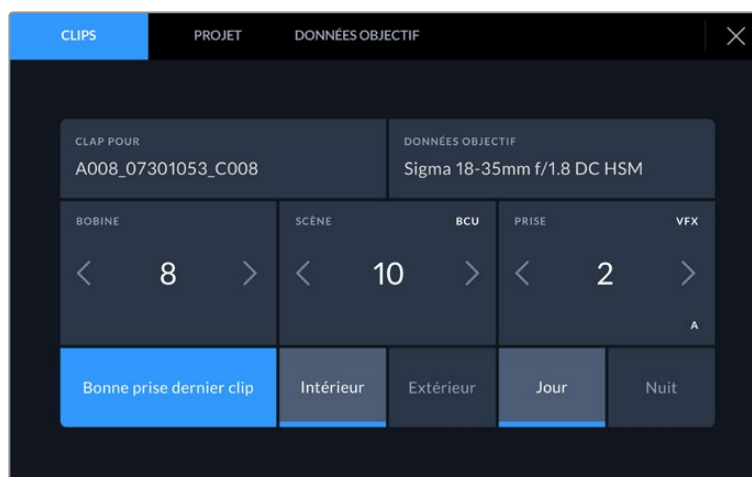 CLIPS PROJET DONNÉES OBJECTIF
CLAP POUR DONNÉES OBJECTIF
A008_07301053_C008 Sigma 18-35mm f/1.8 DC HSM
BOBINE SCÈNE BCU PRISE VFX
8 10 2
A
Bonne prise dernier clip Intérieur Extérieur Jour Nuit